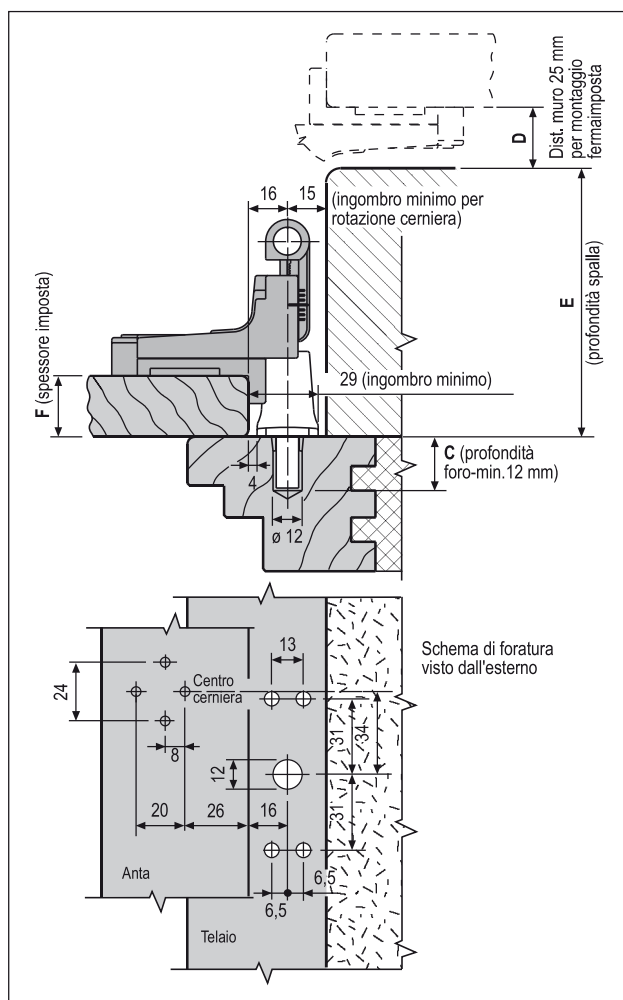 Dist. muro 25 mm
per montaggio
fermaimposta
D
16
15
(ingombro minimo per
rotazione cerniera)
E
(profondità spalla)
F (spessore imposta)
29 (ingombro minimo)
C (profondità
foro-min.12 mm)
4
ø 12
Schema di foratura
visto dall'esterno
13
24
Centro
cerniera
8
31
34
12
20
26
16
31
Anta
6,5
6,5
Telaio